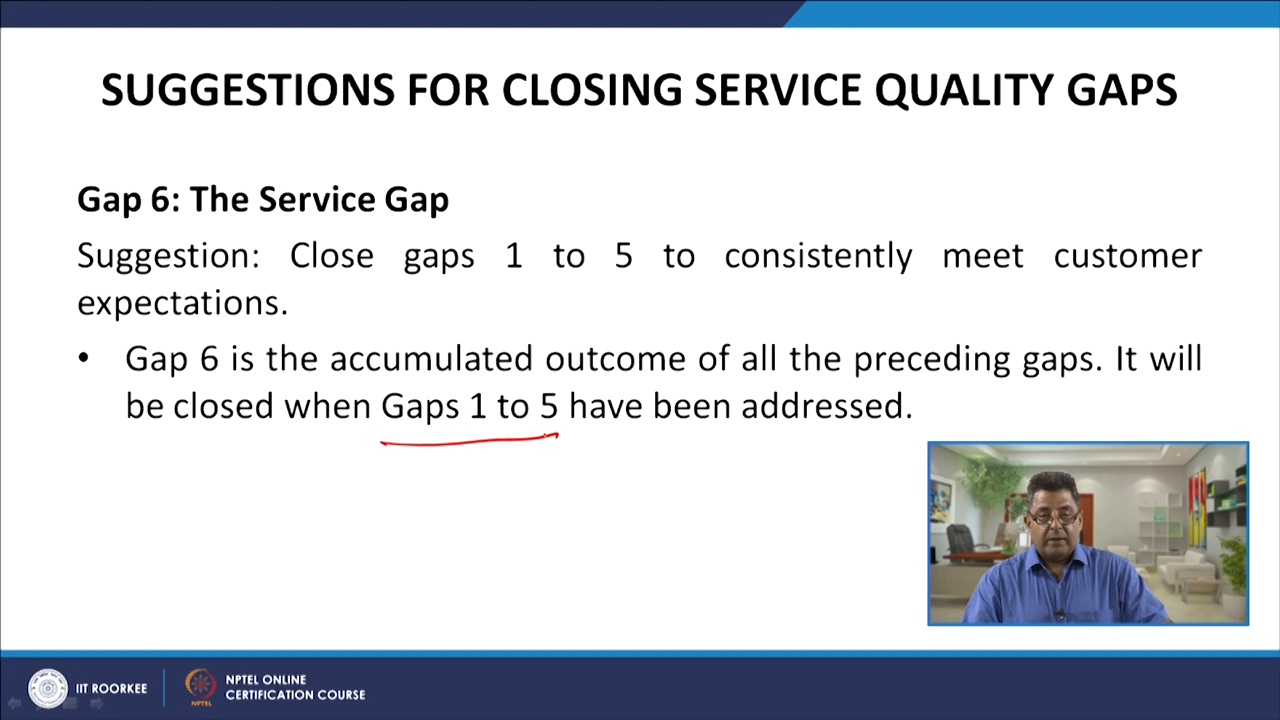 SUGGESTIONS FOR CLOSING SERVICE QUALITY GAPS
Gap 6: The Service Gap
Suggestion: Close gaps 1 to 5 to consistently meet customer
expectations.
• Gap 6 is the accumulated outcome of all the preceding gaps. It will
be closed when Gaps 1 to 5 have been addressed.
IIT ROORKEE
NPTEL
NPTEL ONLINE
CERTIFICATION COURSE